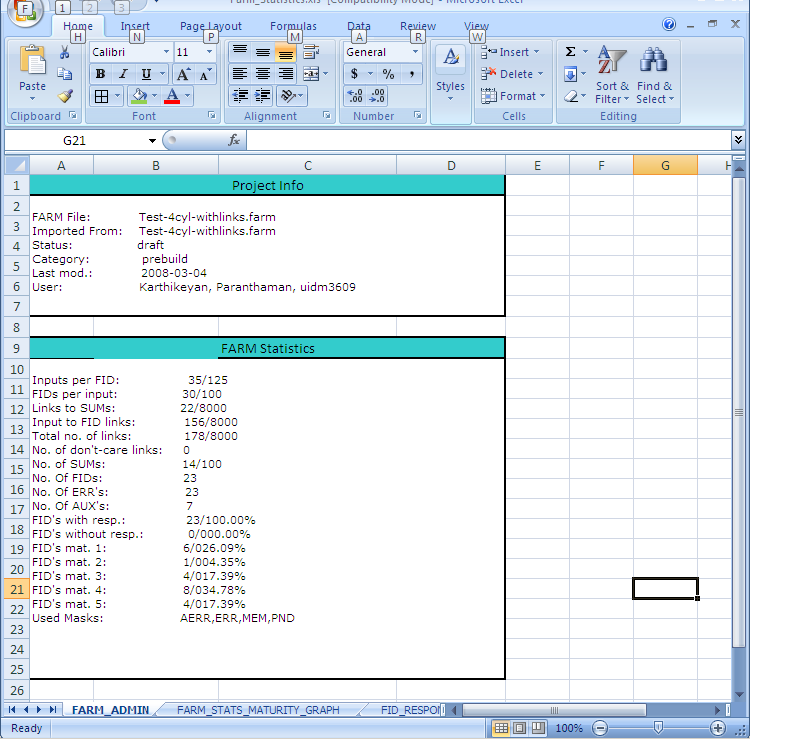 Farm_Statistics.xls [Compatibility Mode] - Microsoft Excel
F 1 2 3
Home Insert Page Layout Formulas Data Review View
H N P M A R W
Calibri 11 General Insert
Paste B I U A A $ % , Styles Delete Sort & Find &
A .00 .00 Format Filter Select
Clipboard Font Alignment Number Cells Editing
G21 fx
A B C D E F G H
1 Project Info
2
FARM File: Test-4cyl-withlinks.farm
3 Imported From: Test-4cyl-withlinks.farm
4 Status: draft
Category: prebuild
5 Last mod.: 2008-03-04
6 User: Karthikeyan, Paranthaman, uidm3609
7
8
9 FARM Statistics
10
Inputs per FID: 35/125
11 FIDs per input: 30/100
12 Links to SUMs: 22/8000
13 Input to FID links: 156/8000
Total no. of links: 178/8000
14 No. of don't-care links: 0
15 No. of SUMs: 14/100
No. Of FIDs: 23
16 No. Of ERR's: 23
17 No. Of AUX's: 7
FID's with resp.: 23/100.00%
18 FID's without resp.: 0/000.00%
19 FID's mat. 1: 6/026.09%
FID's mat. 2: 1/004.35%
20 FID's mat. 3: 4/017.39%
21 FID's mat. 4: 8/034.78%
22 FID's mat. 5: 4/017.39%
Used Masks: AERR,ERR,MEM,PND
23
24
25
26
FARM_ADMIN FARM_STATS_MATURITY_GRAPH FID_RESPON
Ready 100%